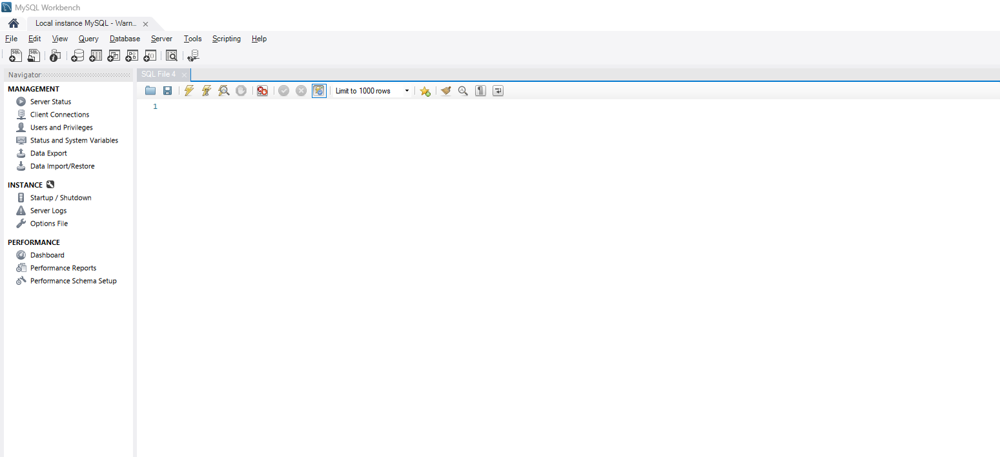 MySQL Workbench
Local instance MySQL - Warn...
File Edit View Query Database Server Tools Scripting Help
SQL SQL
Navigator
SQL File 4
MANAGEMENT
Server Status
Client Connections
Users and Privileges
Status and System Variables
Data Export
Data Import/Restore
INSTANCE
Startup / Shutdown
Server Logs
Options File
PERFORMANCE
Dashboard
Performance Reports
Performance Schema Setup
Limit to 1000 rows
1